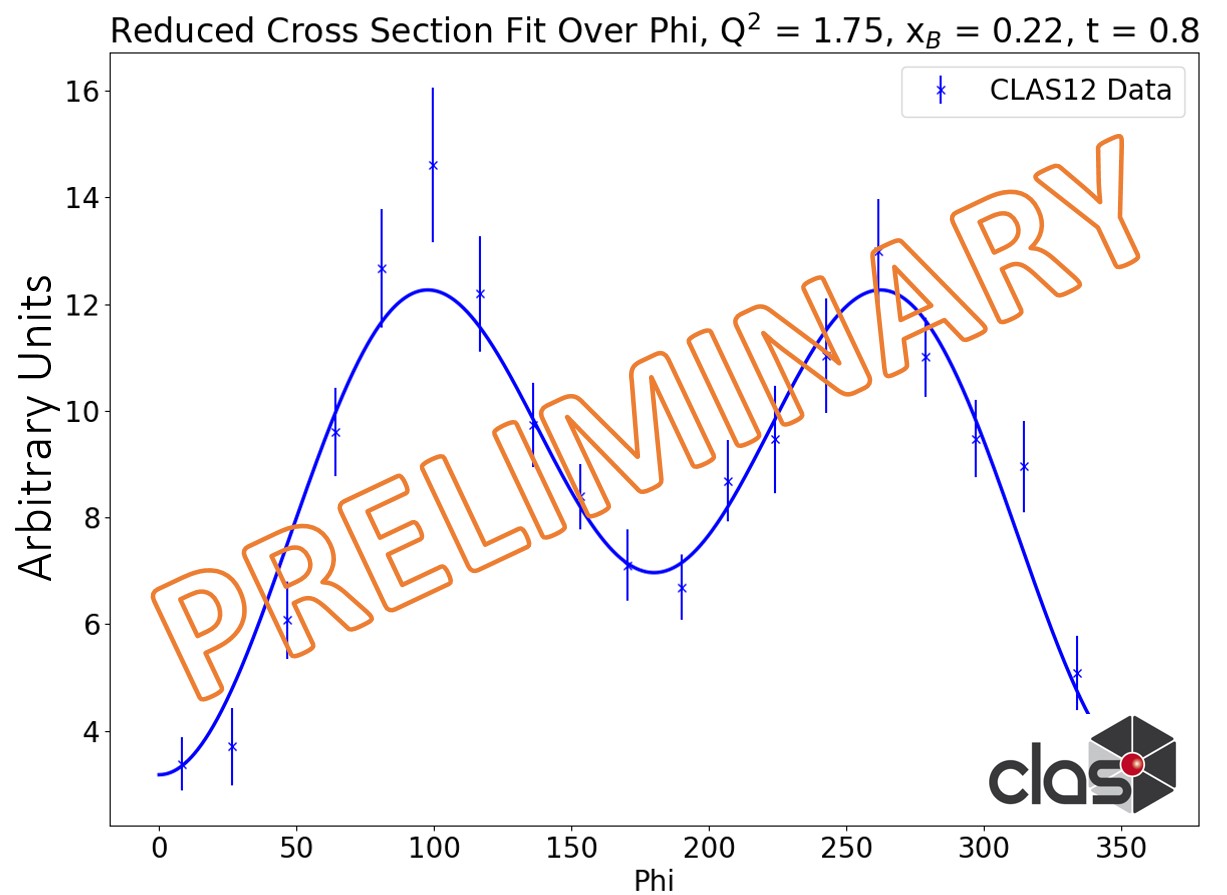 Reduced Cross Section Fit Over Phi, Q² = 1.75, x_B = 0.22, t = 0.8
CLAS12 Data
16
14
12
10
8
6
4
Arbitrary Units
PRELIMINARY
clas
0 50 100 150 200 250 300 350
Phi